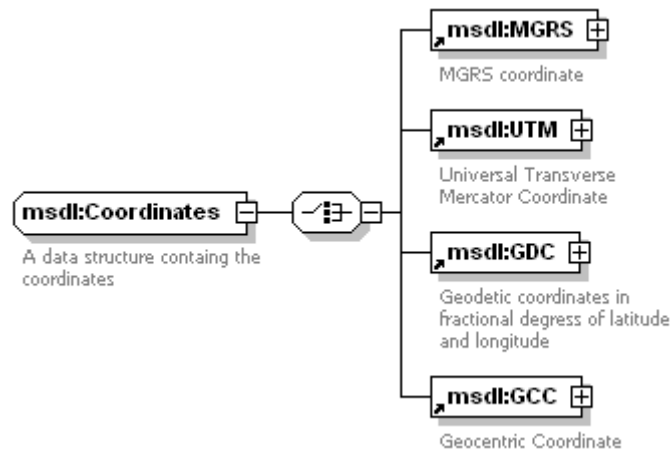 msdl:MGRS
MGRS coordinate
msdl:UTM
Universal Transverse
Mercator Coordinate
msdl:Coordinates
A data structure containg the
coordinates
msdl:GDC
Geodetic coordinates in
fractional degress of latitude
and longitude
msdl:GCC
Geocentric Coordinate